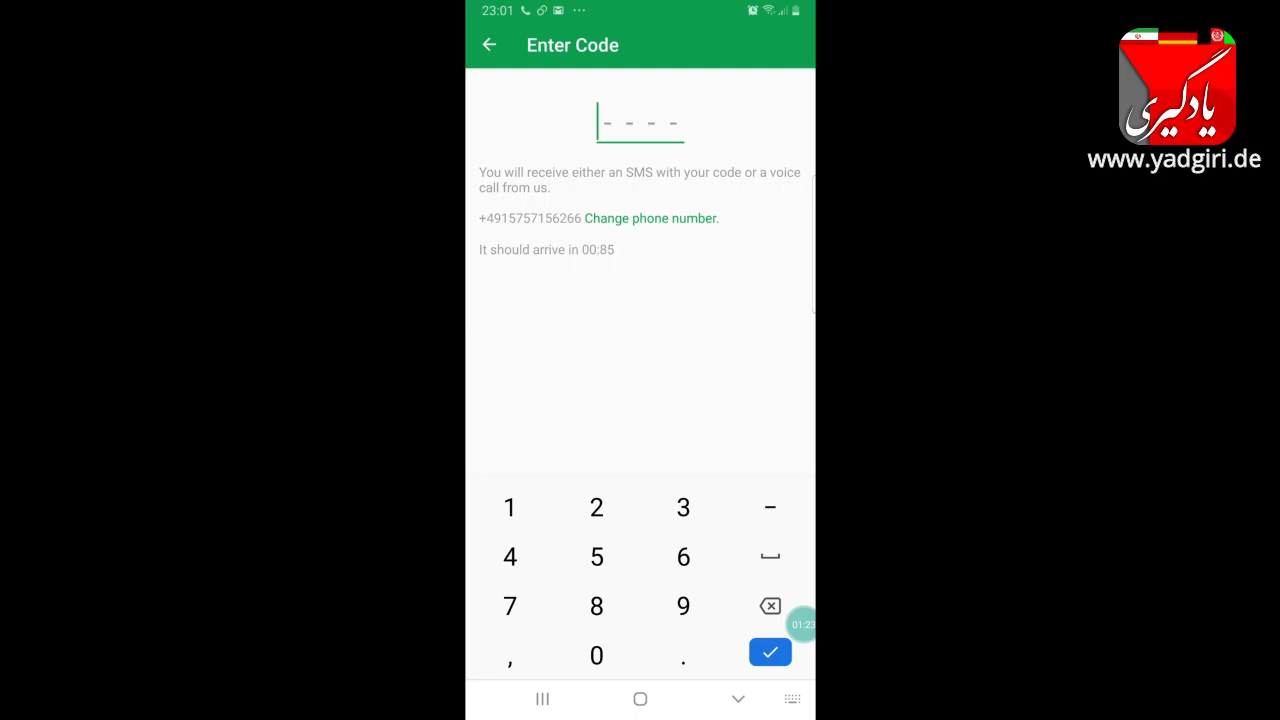 23:01
Enter Code
- - - -
You will receive either an SMS with your code or a voice
call from us.
+4915757156266 Change phone number.
It should arrive in 00:85
1 2 3 -
4 5 6
7 8 9
01:23
, 0 .
یادگیری
www.yadgiri.de